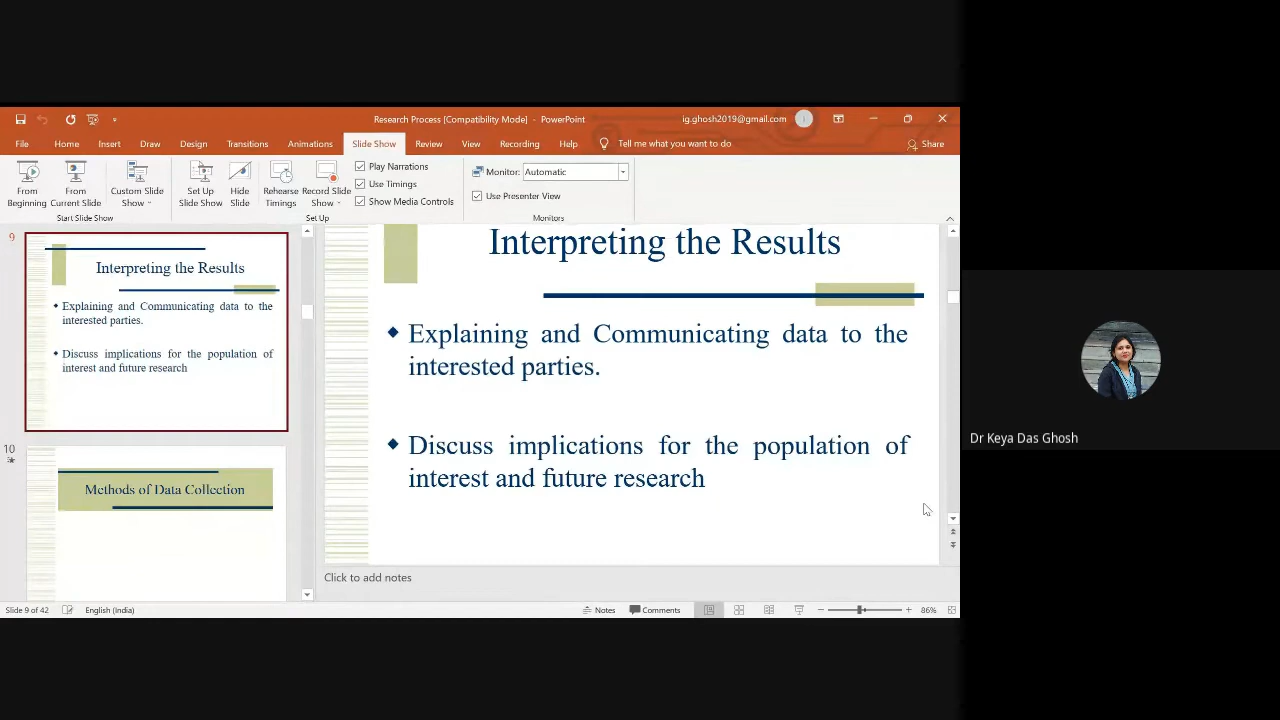 Research Process [Compatibility Mode] - PowerPoint
ig.ghosh2019@gmail.com
File Home Insert Draw Design Transitions Animations Slide Show Review View Recording Help Tell me what you want to do Share
From Beginning
From Current Slide
Custom Slide Show
Set Up Slide Show
Hide Slide
Rehearse Timings
Record Slide Show
Play Narrations
Use Timings
Show Media Controls
Monitor: Automatic
Use Presenter View
Start Slide Show
Set Up
Monitors
9
Interpreting the Results
Explaining and Communicating data to the
interested parties.
Discuss implications for the population of
interest and future research
10
Methods of Data Collection
Interpreting the Results
Explaining and Communicating data to the
interested parties.
Discuss implications for the population of
interest and future research
Click to add notes
Slide 9 of 42 English (India) Notes Comments 86%
Dr Keya Das Ghosh